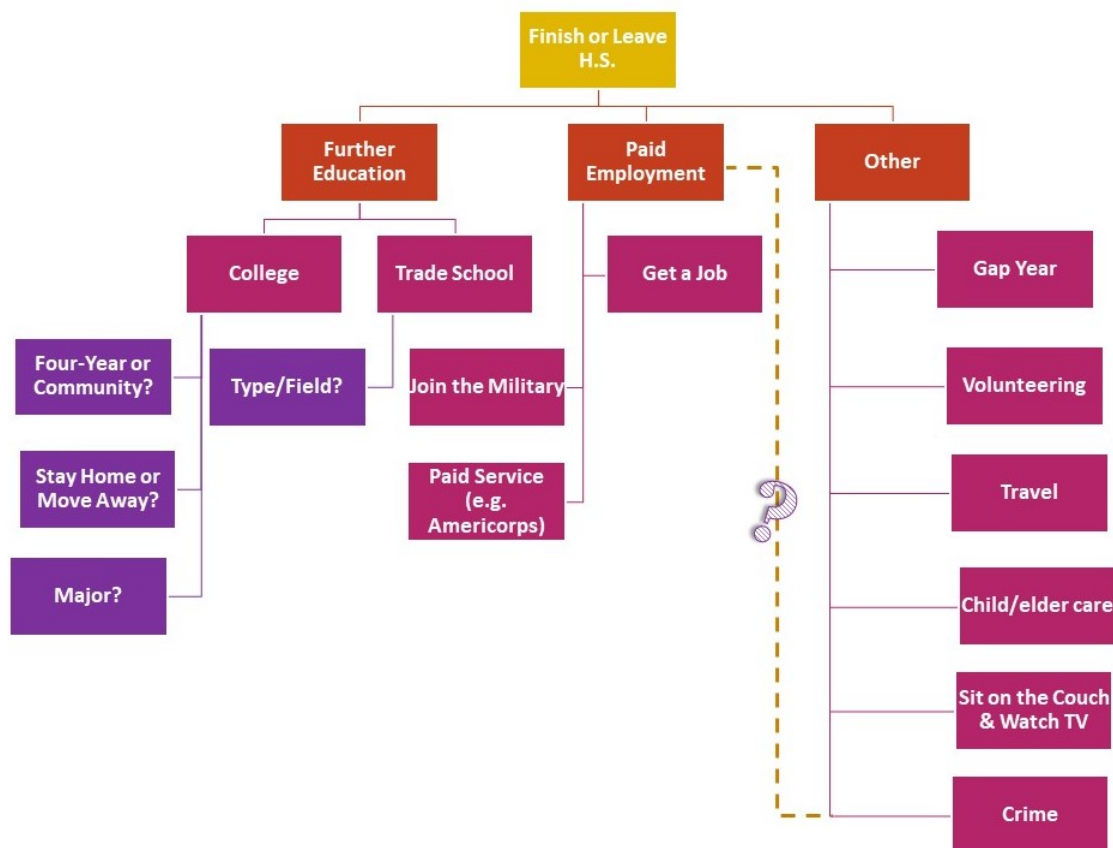 Finish or Leave
H.S.
Further
Education
Paid
Employment
Other
College
Trade School
Get a Job
Gap Year
Four-Year or
Community?
Type/Field?
Join the Military
Volunteering
Stay Home or
Move Away?
Paid Service
(e.g.
Americorps)
?
Travel
Major?
Child/elder care
Sit on the Couch
& Watch TV
Crime